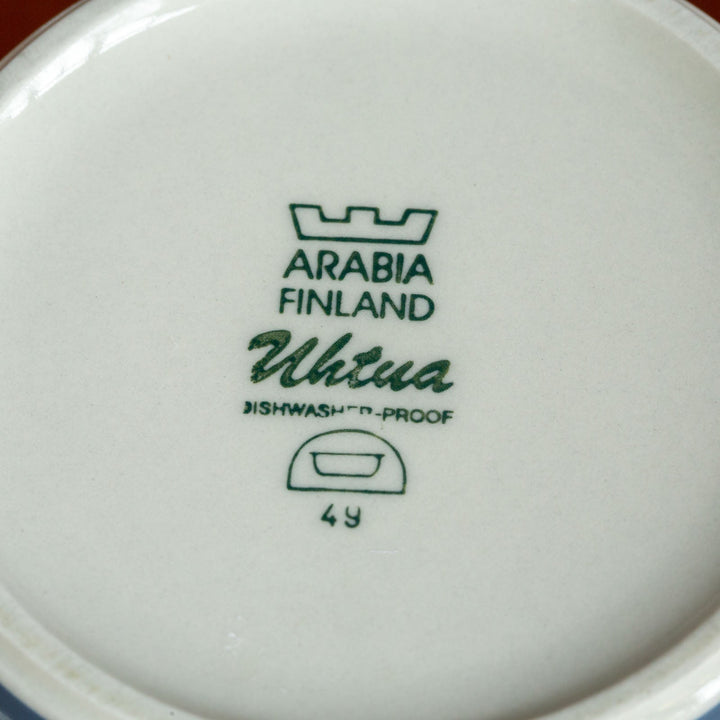 ARABIA
FINLAND
Uhtua
DISHWASHER-PROOF
49